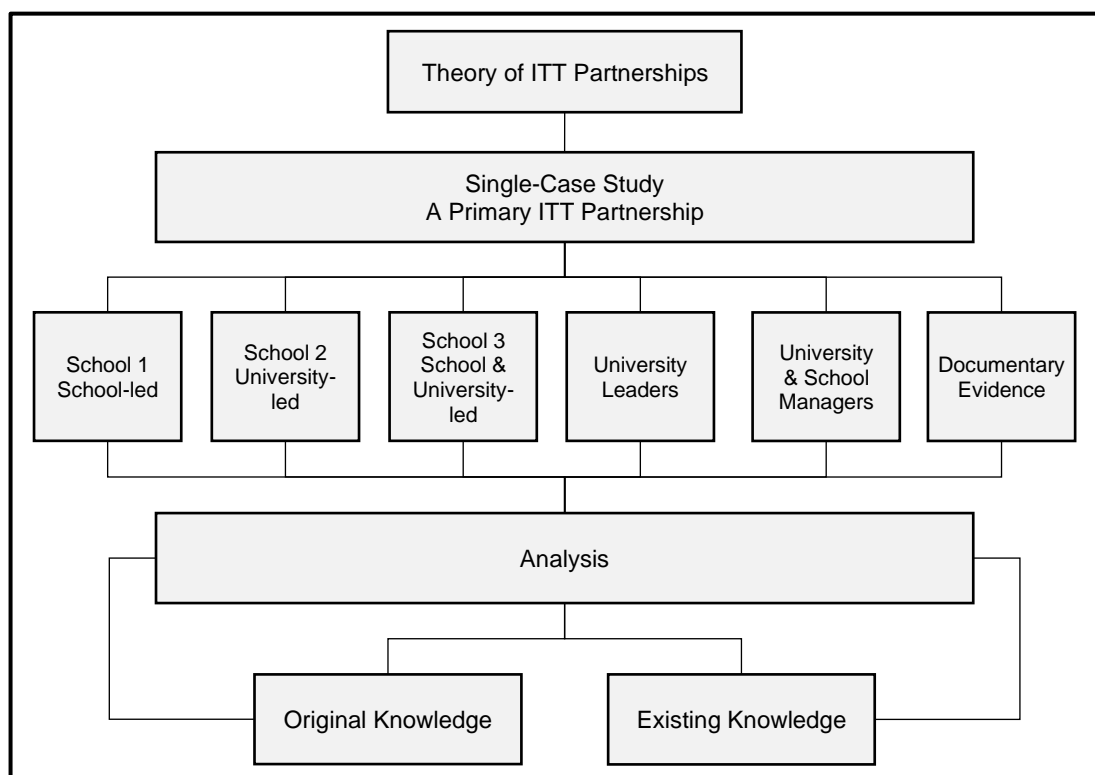 Theory of ITT Partnerships
Single-Case Study
A Primary ITT Partnership
School 1
School-led
School 2
University-
led
School 3
School &
University-
led
University
Leaders
University
& School
Managers
Documentary
Evidence
Analysis
Original Knowledge
Existing Knowledge